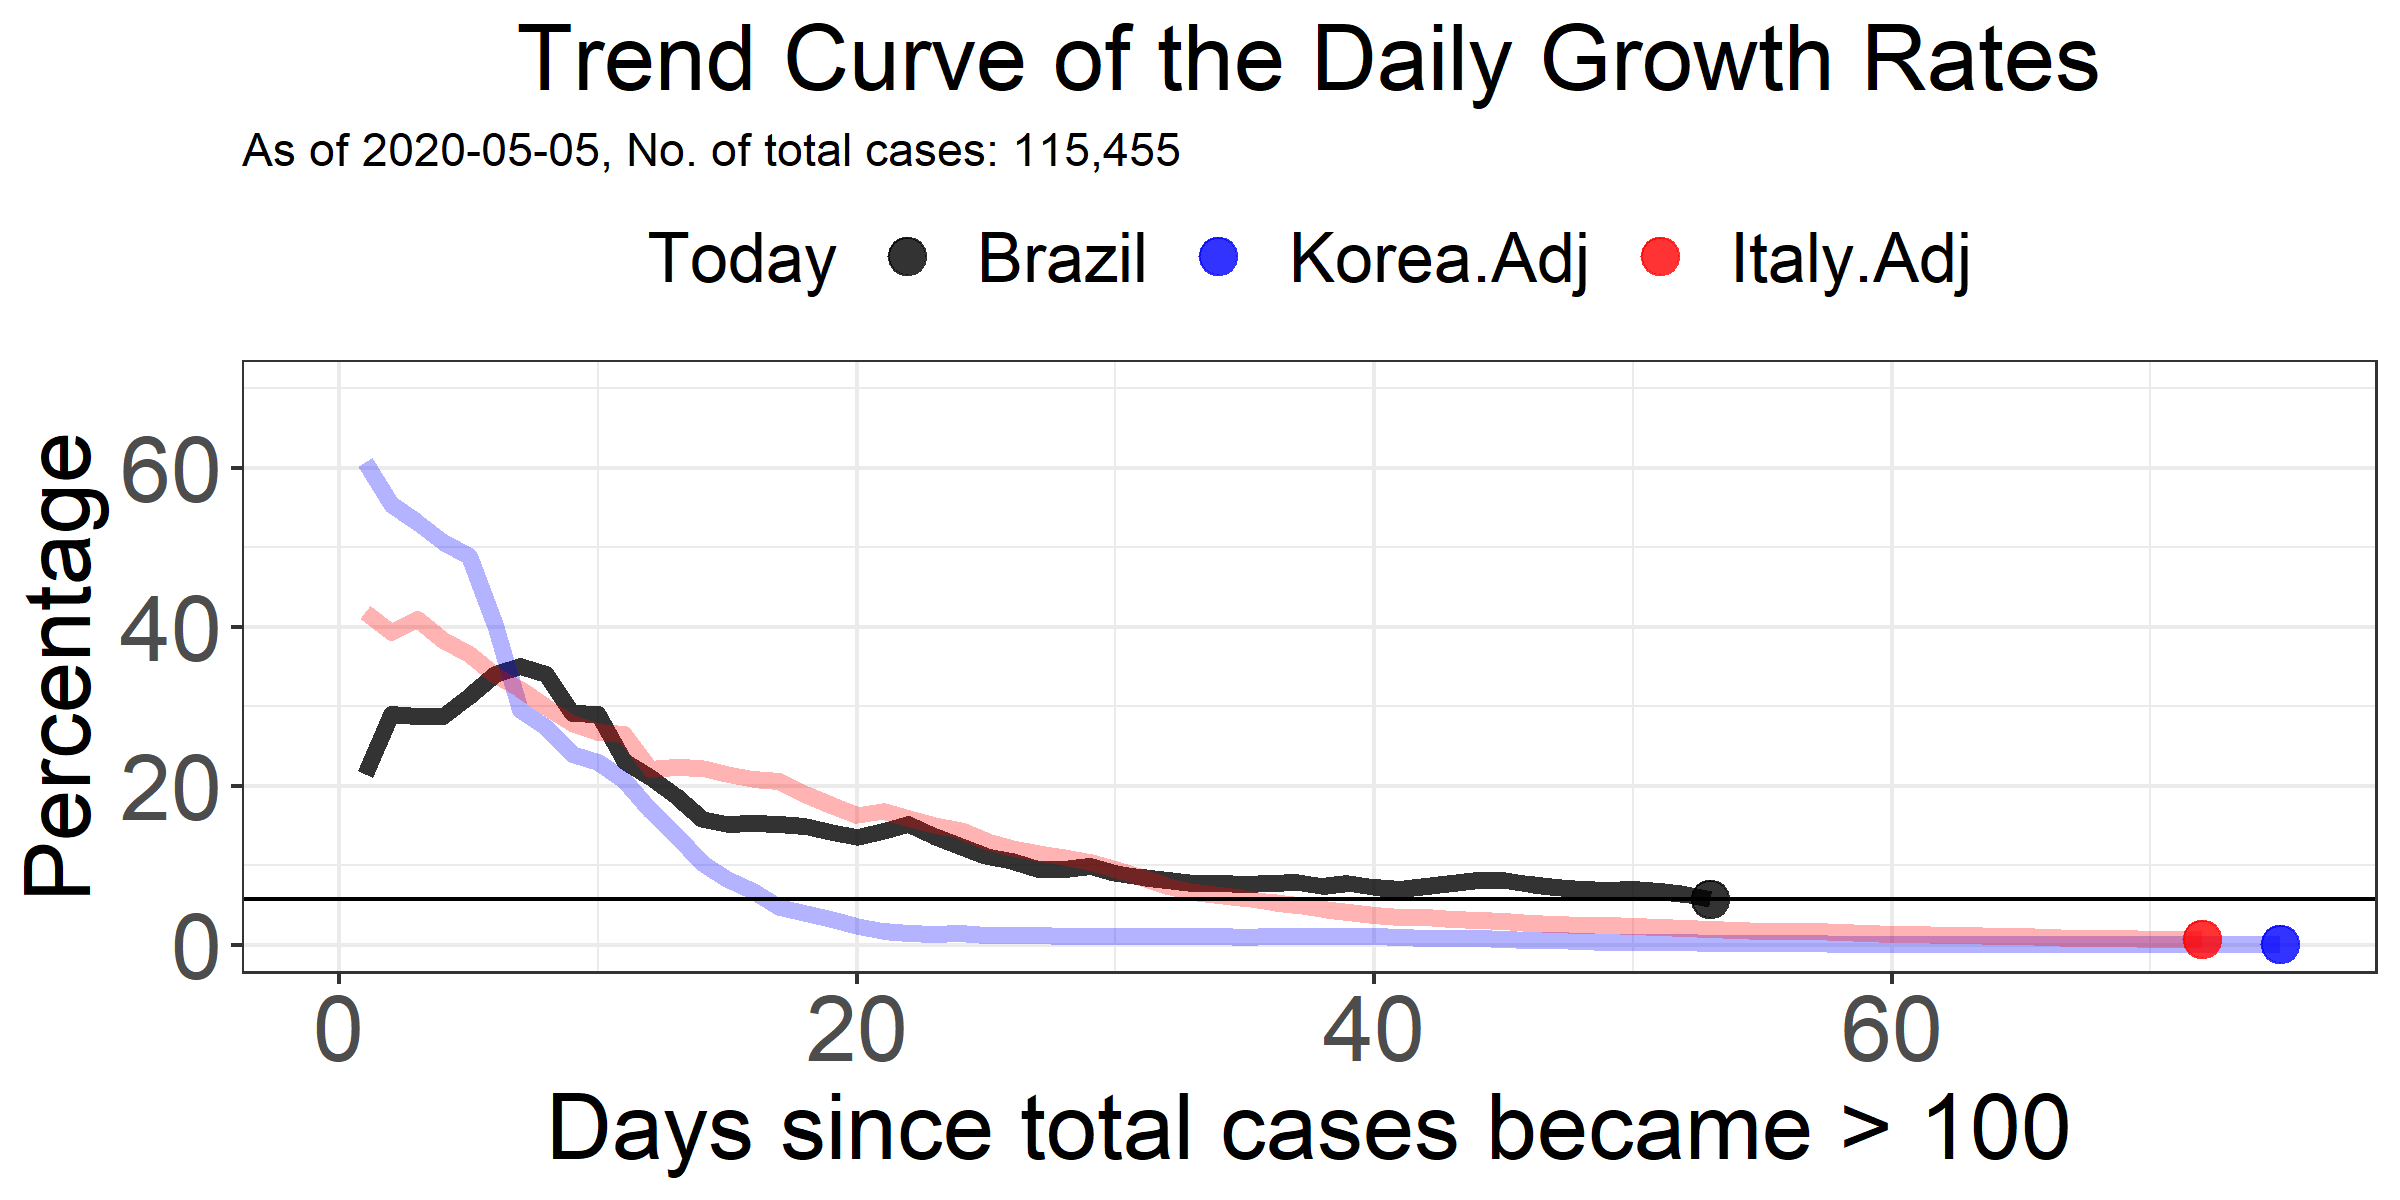 Trend Curve of the Daily Growth Rates
As of 2020-05-05, No. of total cases: 115,455
Today Brazil Korea.Adj Italy.Adj
Percentage
60
40
20
0
0 20 40 60
Days since total cases became > 100